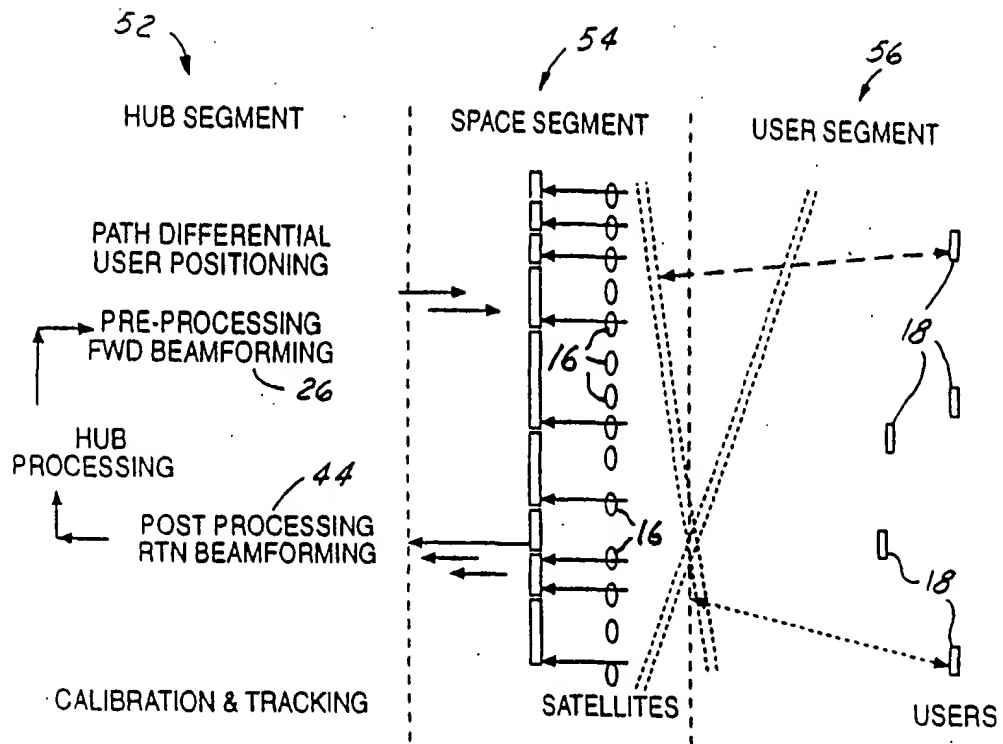 52
54
56
HUB SEGMENT
SPACE SEGMENT
USER SEGMENT
PATH DIFFERENTIAL
USER POSITIONING
PRE-PROCESSING
FWD BEAMFORMING
26
16
18
HUB
PROCESSING
44
POST PROCESSING
RTN BEAMFORMING
16
18
CALIBRATION & TRACKING
SATELLITES
USERS